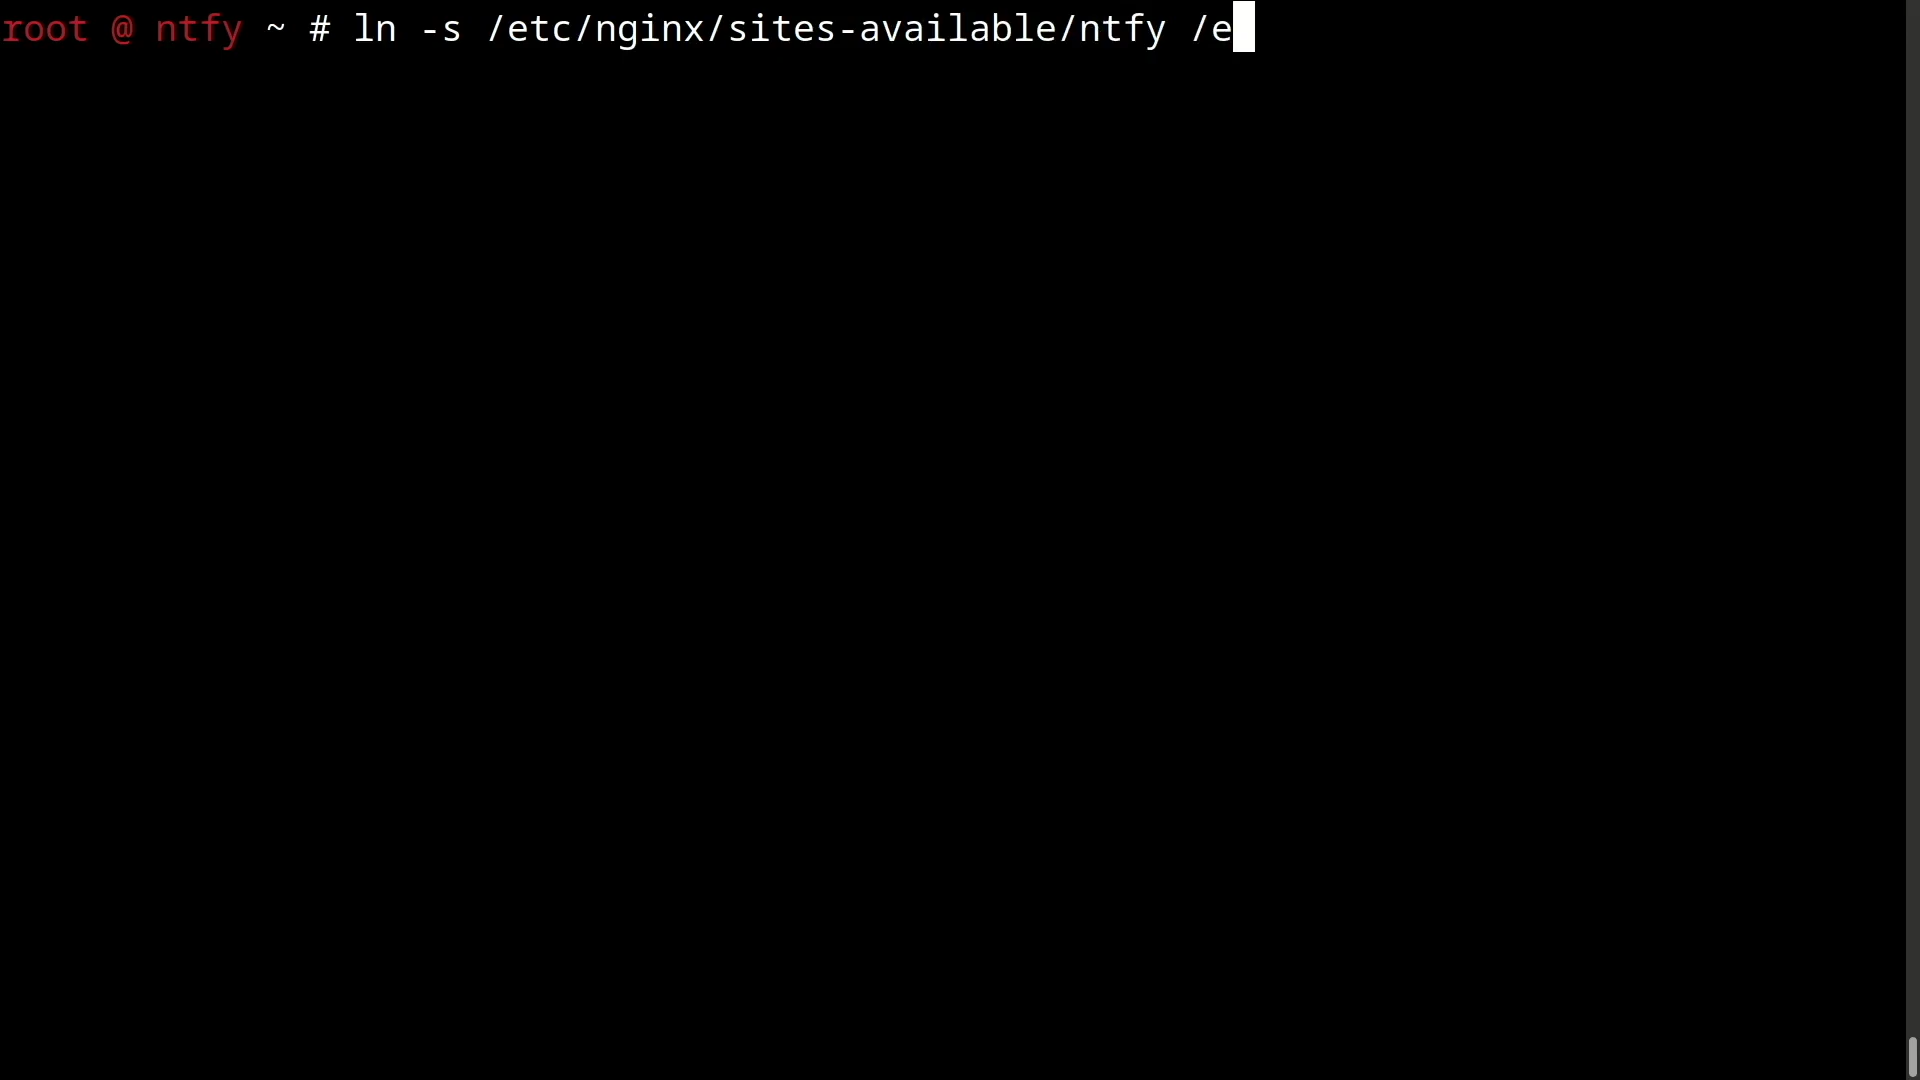 root @ ntfy ~ # ln -s /etc/nginx/sites-available/ntfy /e